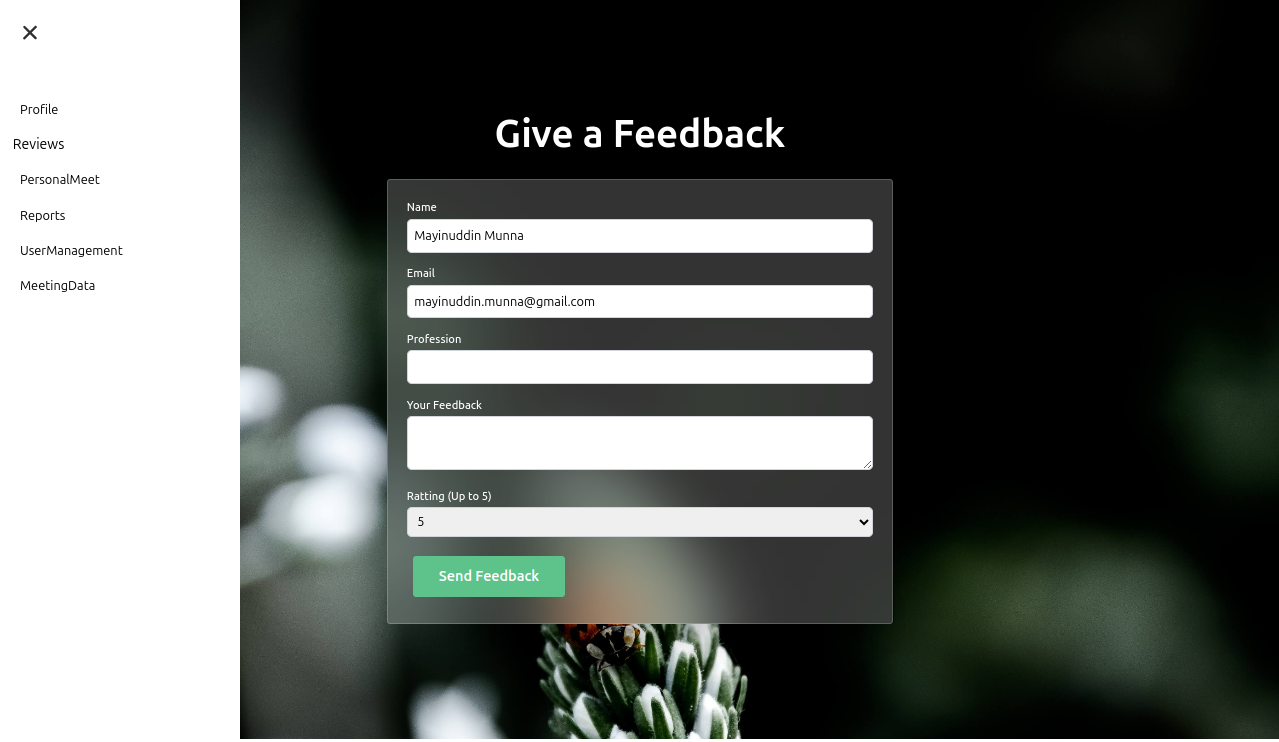 Profile
Reviews
PersonalMeet
Reports
UserManagement
MeetingData
Give a Feedback
Name
Mayinuddin Munna
Email
mayinuddin.munna@gmail.com
Profession
Your Feedback
Ratting (Up to 5)
5
Send Feedback